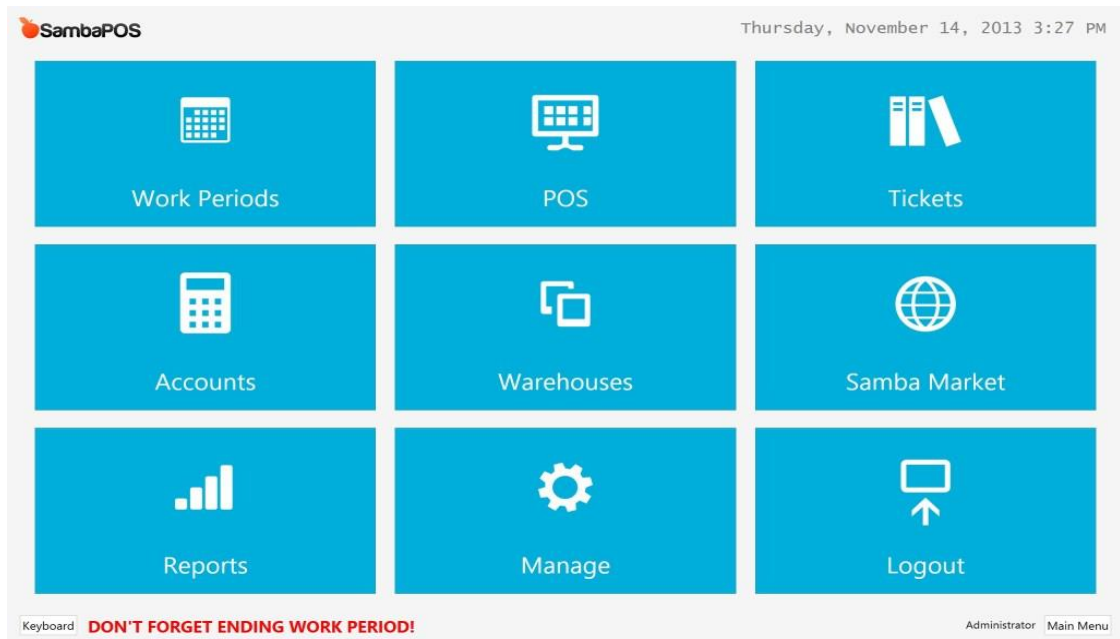 SambaPOS
Thursday, November 14, 2013 3:27 PM
Work Periods
POS
Tickets
Accounts
Warehouses
Samba Market
Reports
Manage
Logout
Keyboard
DON'T FORGET ENDING WORK PERIOD!
Administrator
Main Menu